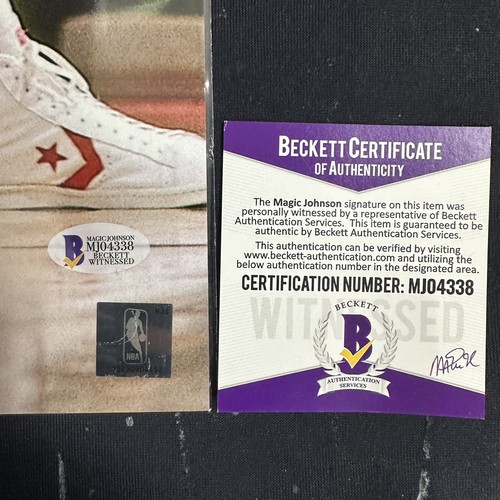 MAGIC JOHNSON
MJ04338
BECKETT
WITNESSED
B
NBA
BECKETT CERTIFICATE
OF AUTHENTICITY
The Magic Johnson signature on this item was
personally witnessed by a representative of Beckett
Authentication Services. This item is guaranteed to be
authentic by Beckett Authentication Services.
This authentication can be verified by visiting
www.beckett-authentication.com and utilizing the
below authentication number in the designated area.
CERTIFICATION NUMBER: MJ04338
WITNESSED
BECKETT
B
AUTHENTICATION
SERVICES